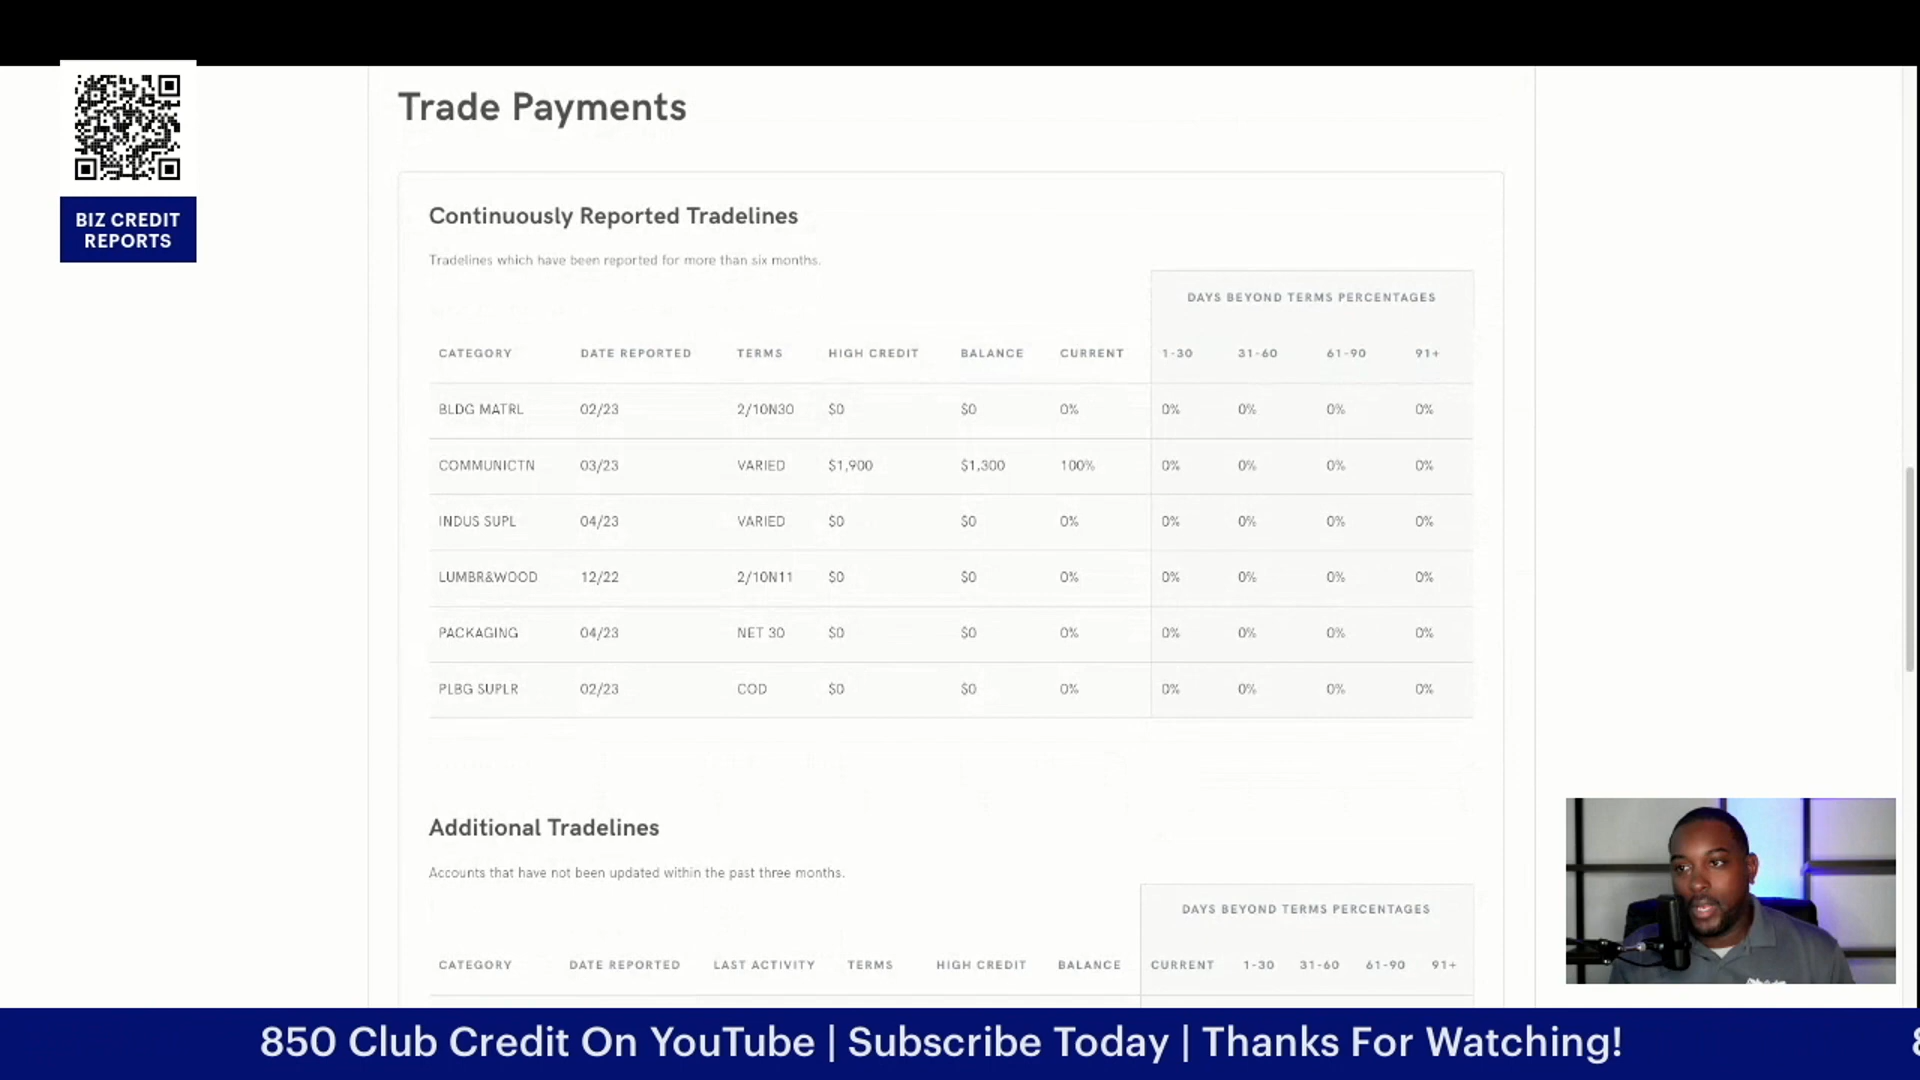 BIZ CREDIT
REPORTS
Trade Payments
Continuously Reported Tradelines
Tradelines which have been reported for more than six months.
DAYS BEYOND TERMS PERCENTAGES
CATEGORY DATE REPORTED TERMS HIGH CREDIT BALANCE CURRENT 1-30 31-60 61-90 91+
BLDG MATRL 02/23 2/10N30 $0 $0 0% 0% 0% 0% 0%
COMMUNICTN 03/23 VARIED $1,900 $1,300 100% 0% 0% 0% 0%
INDUS SUPL 04/23 VARIED $0 $0 0% 0% 0% 0% 0%
LUMBR&WOOD 12/22 2/10N11 $0 $0 0% 0% 0% 0% 0%
PACKAGING 04/23 NET 30 $0 $0 0% 0% 0% 0% 0%
PLBG SUPLR 02/23 COD $0 $0 0% 0% 0% 0% 0%
Additional Tradelines
Accounts that have not been updated within the past three months.
DAYS BEYOND TERMS PERCENTAGES
CATEGORY DATE REPORTED LAST ACTIVITY TERMS HIGH CREDIT BALANCE CURRENT 1-30 31-60 61-90 91+
850 Club Credit On YouTube | Subscribe Today | Thanks For Watching!